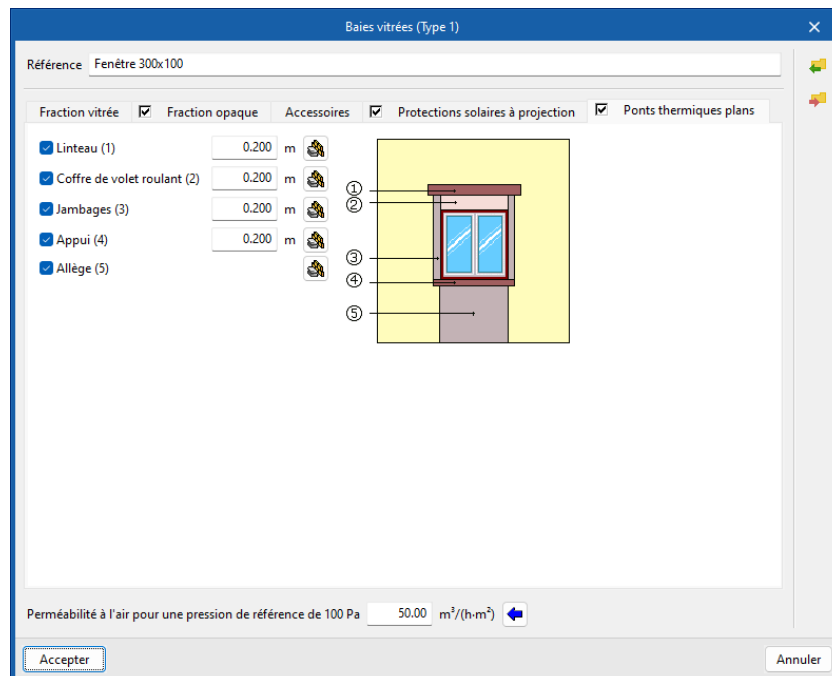 Baies vitrées (Type 1)
Référence Fenêtre 300x100
Fraction vitrée Fraction opaque Accessoires Protections solaires à projection Ponts thermiques plans
Linteau (1) 0.200 m
Coffre de volet roulant (2) 0.200 m
Jambages (3) 0.200 m
Appui (4) 0.200 m
Allège (5)
①
②
③
④
⑤
Perméabilité à l'air pour une pression de référence de 100 Pa 50.00 m³/(h·m²)
Accepter Annuler